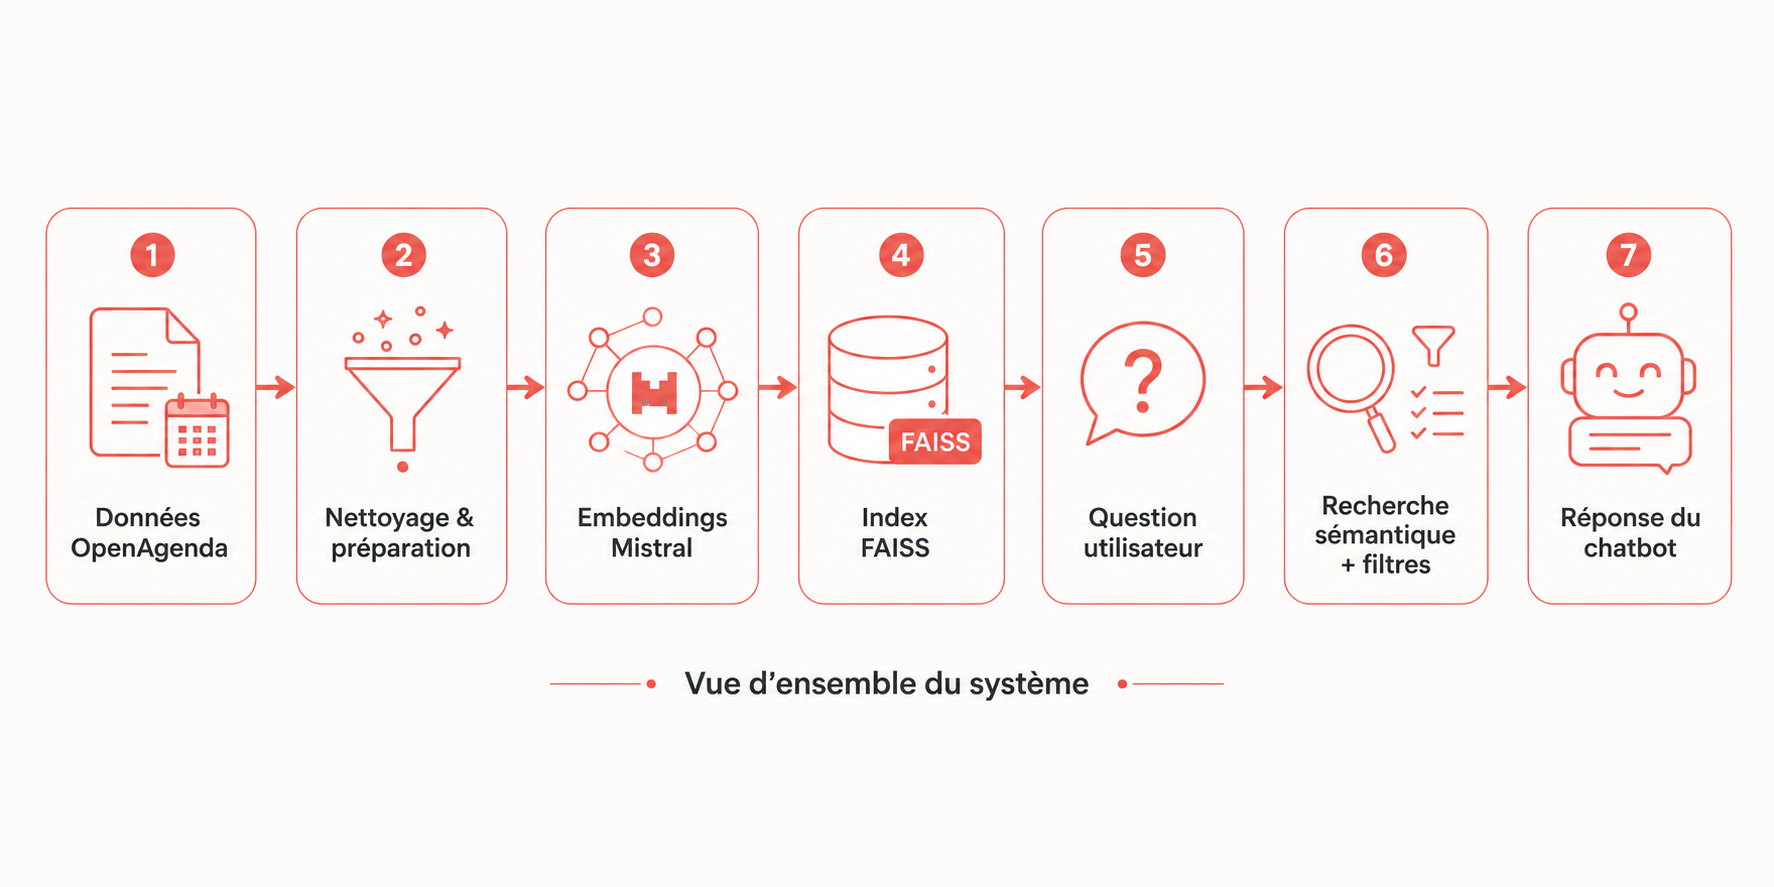 1
Données
OpenAgenda
2
Nettoyage &
préparation
3
Embeddings
Mistral
4
FAISS
Index
FAISS
5
?
Question
utilisateur
6
Recherche
sémantique
+ filtres
7
Réponse du
chatbot
Vue d’ensemble du système